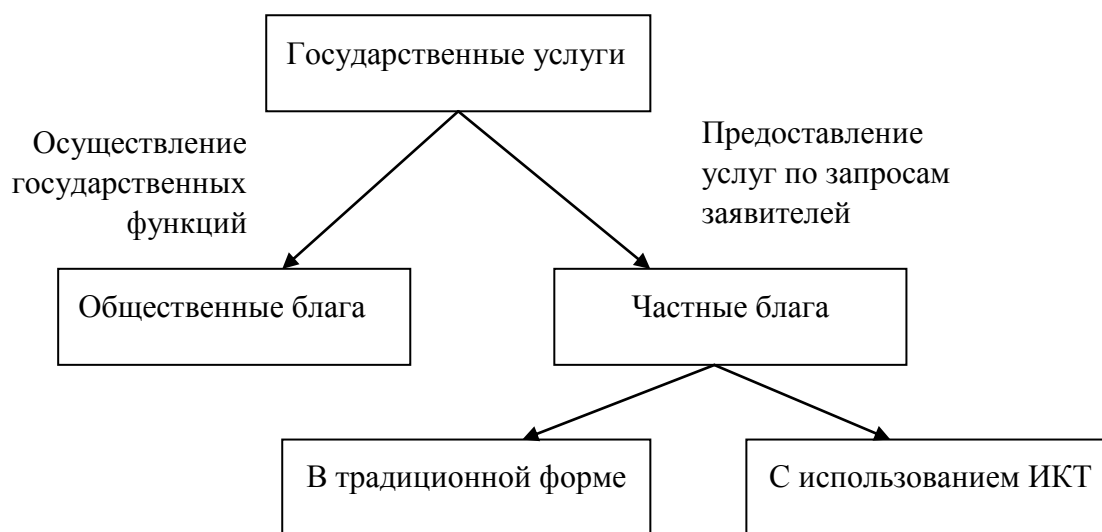 Государственные услуги
Осуществление
государственных
функций
Предоставление
услуг по запросам
заявителей
Общественные блага
Частные блага
В традиционной форме
С использованием ИКТ